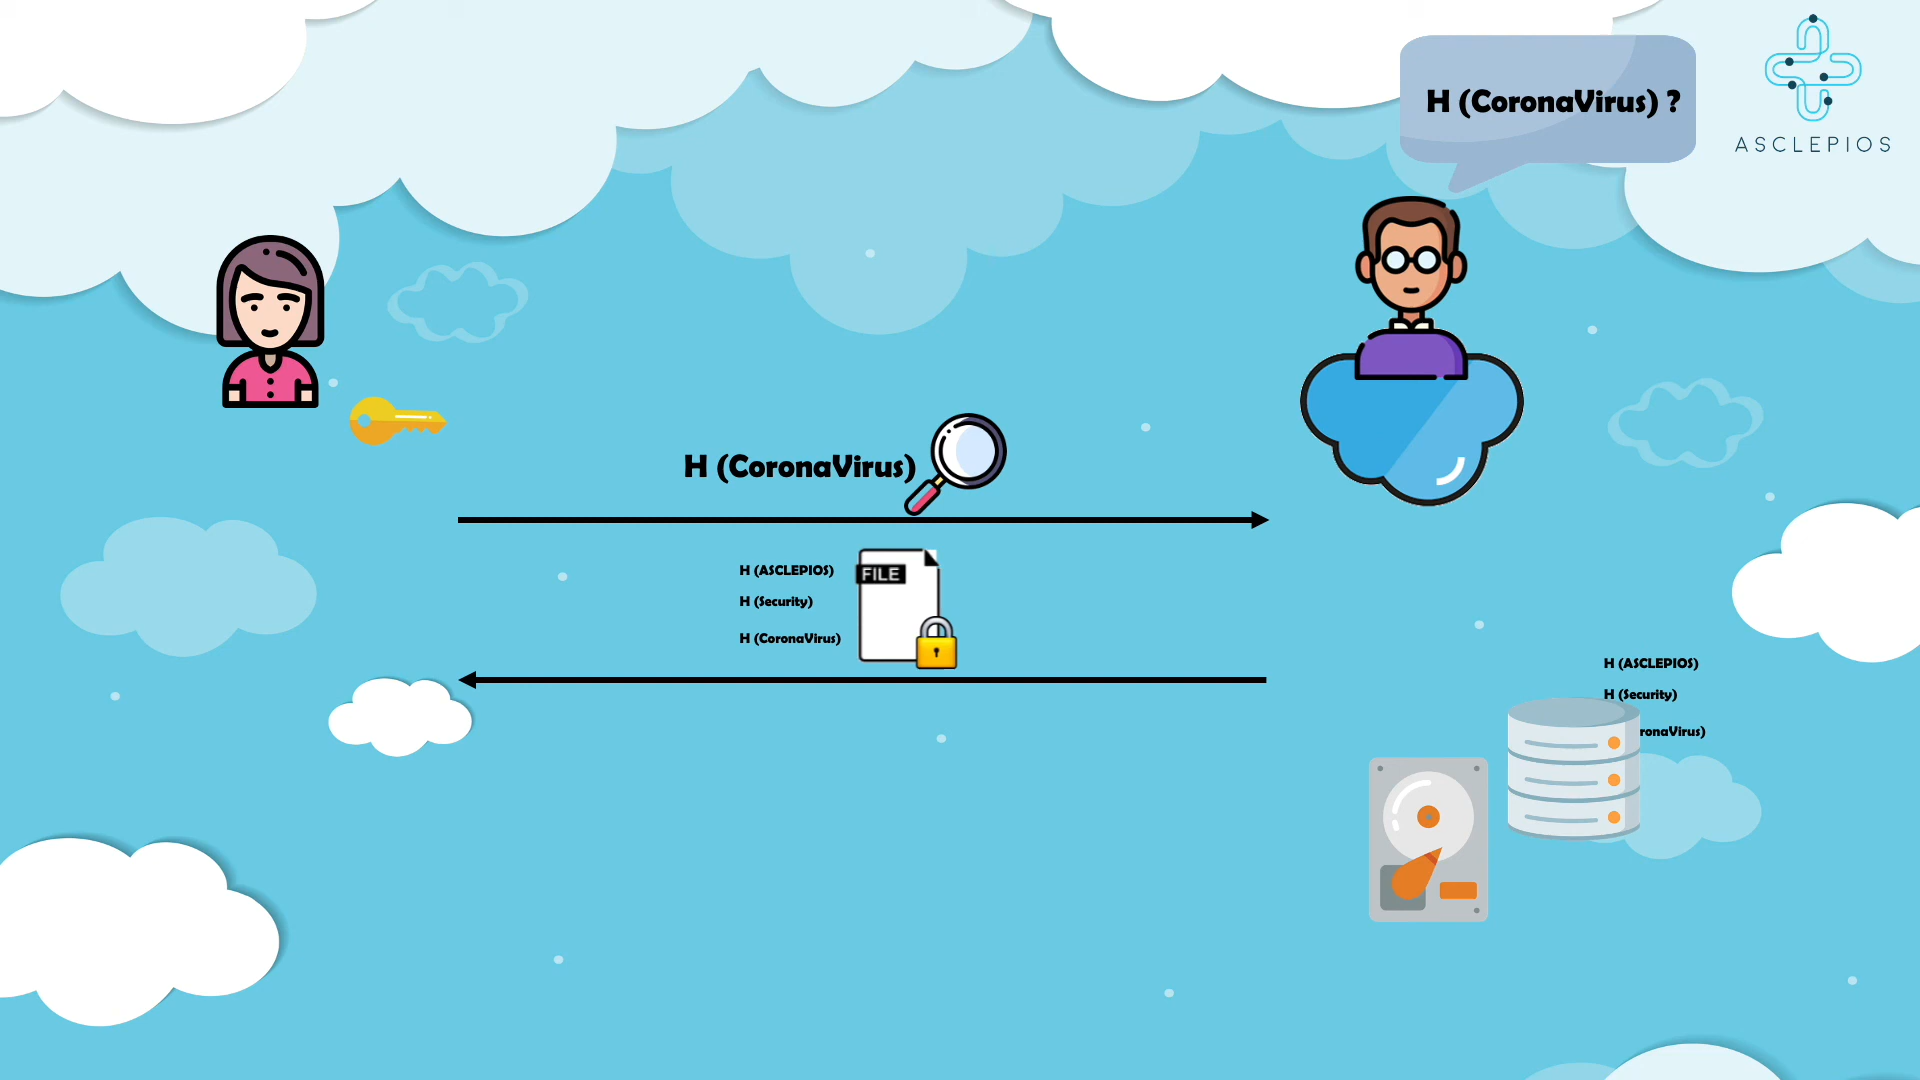 H (CoronaVirus) ?
ASCLEPIOS
H (CoronaVirus)
H (ASCLEPIOS)
FILE
H (Security)
H (CoronaVirus)
H (ASCLEPIOS)
H (Security)
ronaVirus)